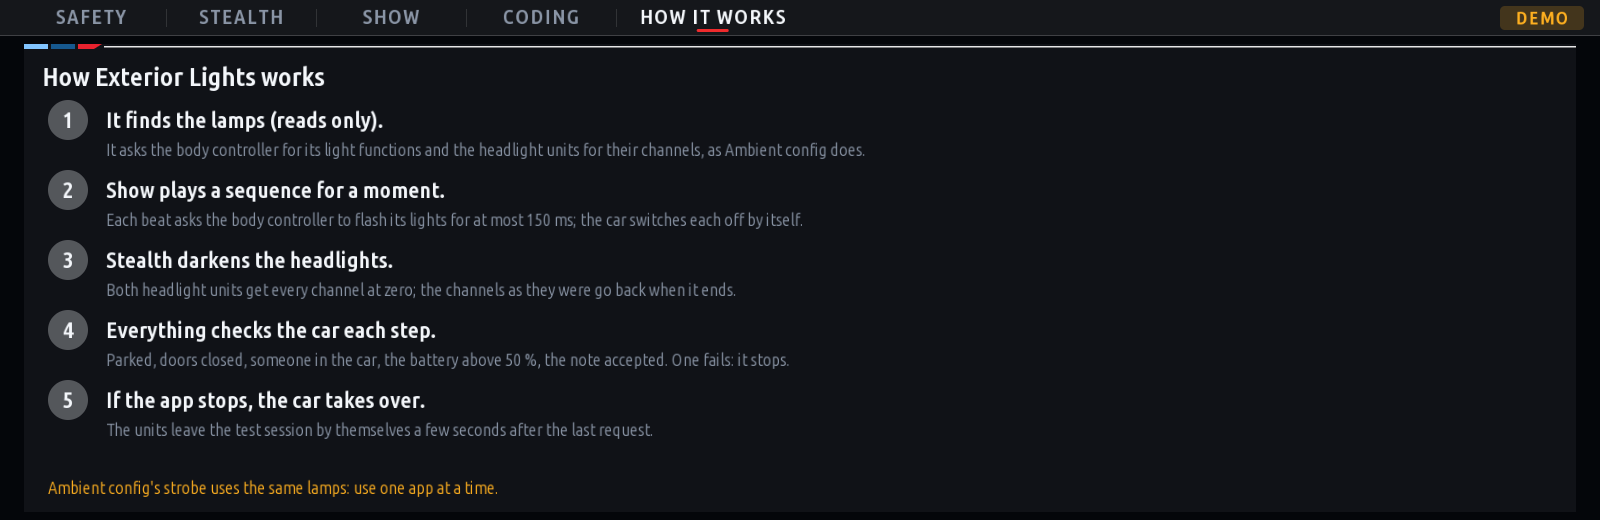 SAFETY
STEALTH
SHOW
CODING
HOW IT WORKS
DEMO
How Exterior Lights works
1
It finds the lamps (reads only).
It asks the body controller for its light functions and the headlight units for their channels, as Ambient config does.
2
Show plays a sequence for a moment.
Each beat asks the body controller to flash its lights for at most 150 ms; the car switches each off by itself.
3
Stealth darkens the headlights.
Both headlight units get every channel at zero; the channels as they were go back when it ends.
4
Everything checks the car each step.
Parked, doors closed, someone in the car, the battery above 50 %, the note accepted. One fails: it stops.
5
If the app stops, the car takes over.
The units leave the test session by themselves a few seconds after the last request.
Ambient config's strobe uses the same lamps: use one app at a time.